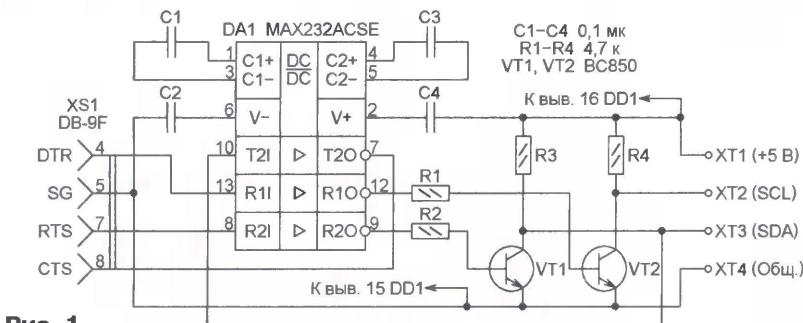 C1
DA1 MAX232ACSE
C3
C1–C4 0,1 мк
R1–R4 4,7 к
VT1, VT2 BC850
1 C1+ DC C2+ 4
3 C1– DC C2– 5
C2
C4
К выв. 16 DD1
XS1
DB-9F
6 V– V+ 2
DTR 4
10 T2I ▷ T2O 7
R3
R4
XT1 (+5 В)
SG 5
13 R1I ▷ R1O 12
R1
XT2 (SCL)
RTS 7
8 R2I ▷ R2O 9
R2
XT3 (SDA)
CTS 8
VT1
VT2
XT4 (Общ.)
К выв. 15 DD1
Рис. 1